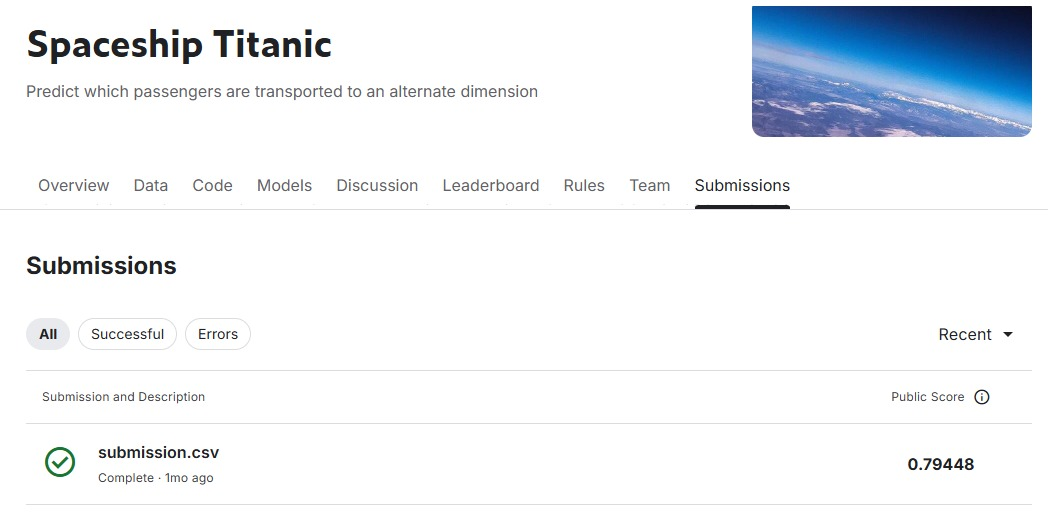 Spaceship Titanic
Predict which passengers are transported to an alternate dimension
Overview Data Code Models Discussion Leaderboard Rules Team Submissions
Submissions
All Successful Errors Recent
Submission and Description Public Score
submission.csv
Complete · 1mo ago
0.79448